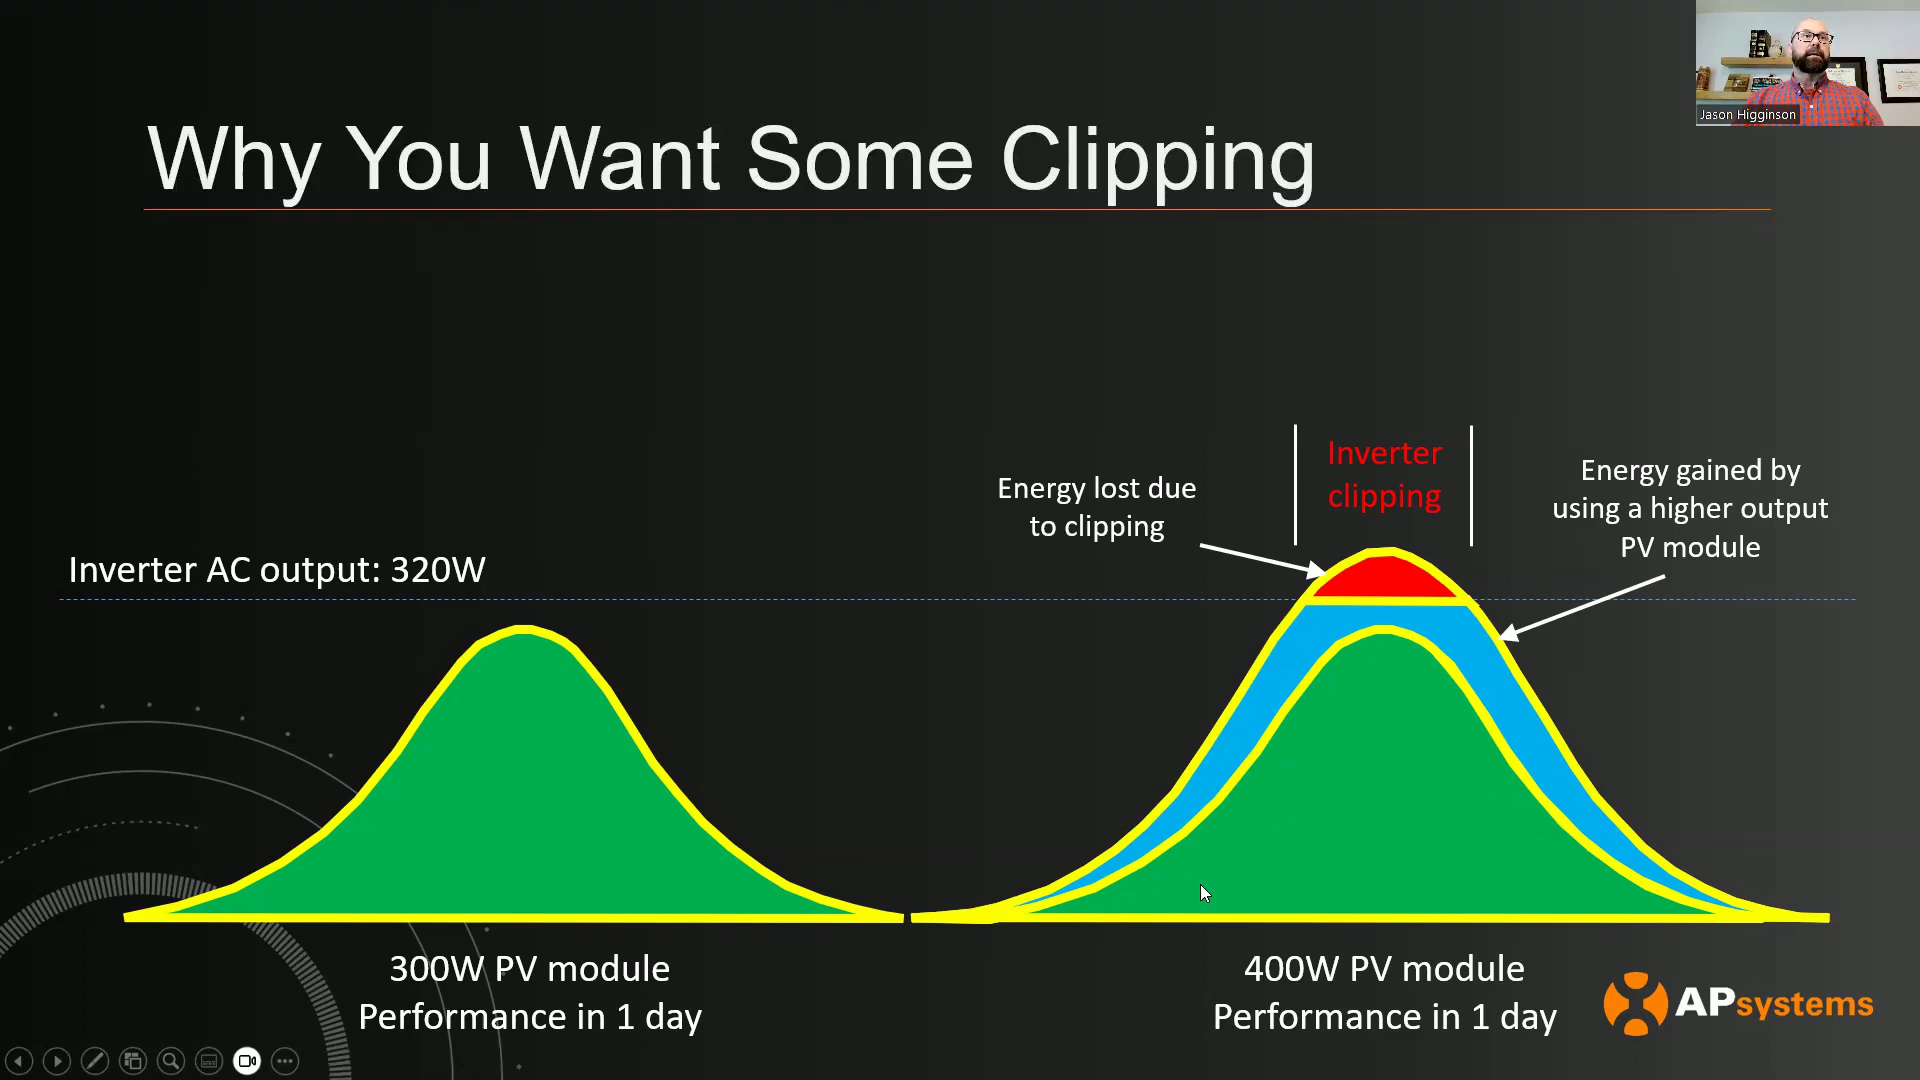 Jason Higginson
Why You Want Some Clipping
Inverter
clipping
Energy lost due
to clipping
Energy gained by
using a higher output
PV module
Inverter AC output: 320W
300W PV module
Performance in 1 day
400W PV module
Performance in 1 day
APsystems